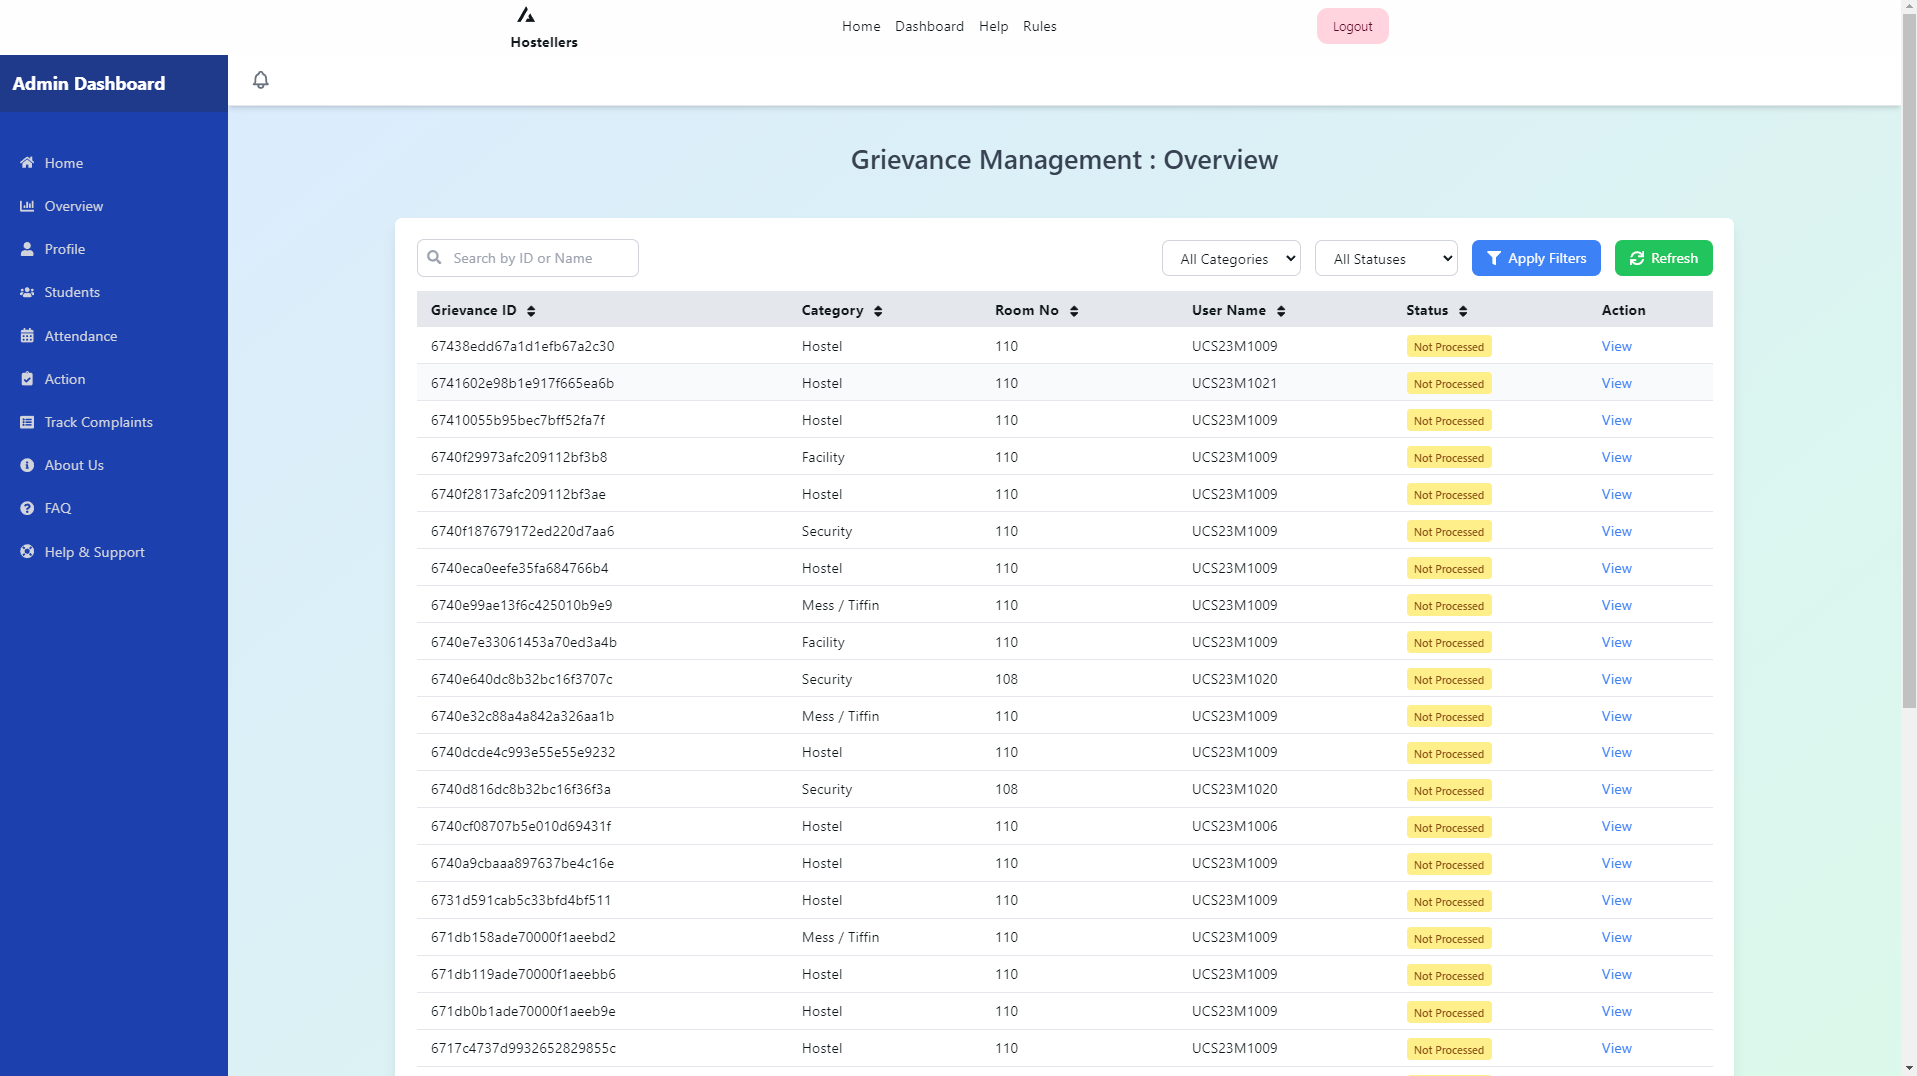 Hostellers
Home Dashboard Help Rules
Logout
Admin Dashboard
Home
Overview
Profile
Students
Attendance
Action
Track Complaints
About Us
FAQ
Help & Support
Grievance Management : Overview
Search by ID or Name
All Categories
All Statuses
Apply Filters
Refresh
Grievance ID Category Room No User Name Status Action
67438edd67a1d1efb67a2c30 Hostel 110 UCS23M1009 Not Processed View
6741602e98b1e917f665ea6b Hostel 110 UCS23M1021 Not Processed View
67410055b95bec7bff52fa7f Hostel 110 UCS23M1009 Not Processed View
6740f29973afc209112bf3b8 Facility 110 UCS23M1009 Not Processed View
6740f28173afc209112bf3ae Hostel 110 UCS23M1009 Not Processed View
6740f187679172ed220d7aa6 Security 110 UCS23M1009 Not Processed View
6740eca0eefe35fa684766b4 Hostel 110 UCS23M1009 Not Processed View
6740e99ae13f6c425010b9e9 Mess / Tiffin 110 UCS23M1009 Not Processed View
6740e7e33061453a70ed3a4b Facility 110 UCS23M1009 Not Processed View
6740e640dc8b32bc16f3707c Security 108 UCS23M1020 Not Processed View
6740e32c88a4a842a326aa1b Mess / Tiffin 110 UCS23M1009 Not Processed View
6740dcde4c993e55e55e9232 Hostel 110 UCS23M1009 Not Processed View
6740d816dc8b32bc16f36f3a Security 108 UCS23M1020 Not Processed View
6740cf08707b5e010d69431f Hostel 110 UCS23M1006 Not Processed View
6740a9cbaaa897637be4c16e Hostel 110 UCS23M1009 Not Processed View
6731d591cab5c33bfd4bf511 Hostel 110 UCS23M1009 Not Processed View
671db158ade70000f1aeebd2 Mess / Tiffin 110 UCS23M1009 Not Processed View
671db119ade70000f1aeebb6 Hostel 110 UCS23M1009 Not Processed View
671db0b1ade70000f1aeeb9e Hostel 110 UCS23M1009 Not Processed View
6717c4737d9932652829855c Hostel 110 UCS23M1009 Not Processed View